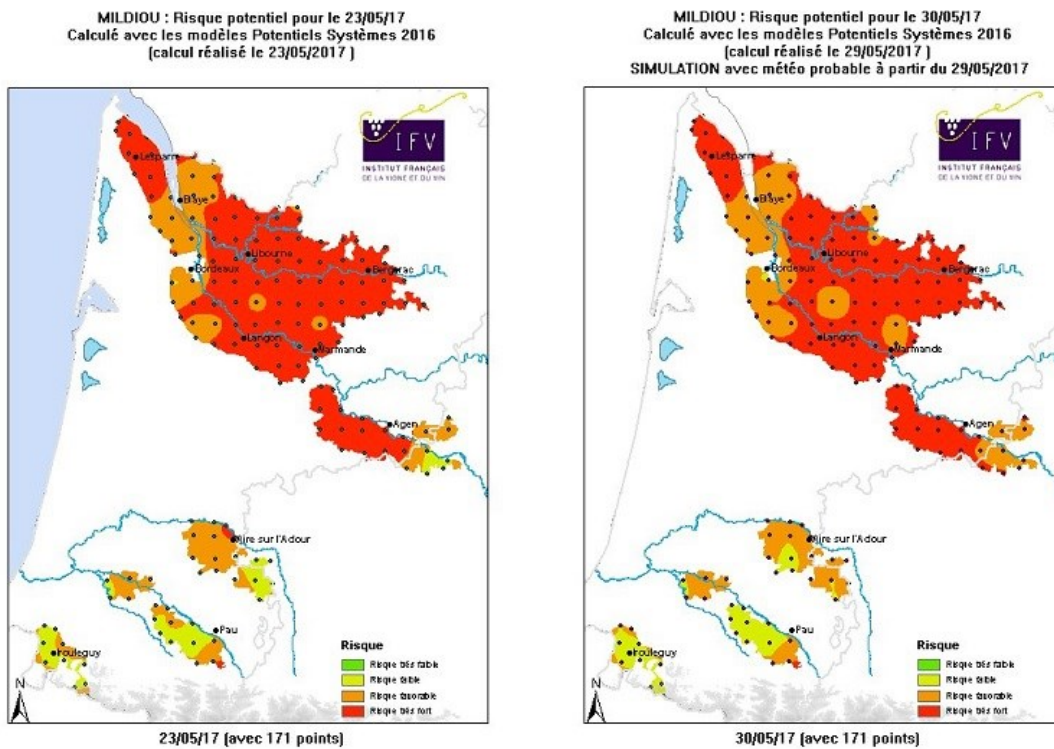 MILDIOU : Risque potentiel pour le 23/05/17
Calculé avec les modèles Potentiels Systèmes 2016
(calcul réalisé le 23/05/2017 )
IFV
INSTITUT FRANÇAIS
DE LA VIGNE ET DU VIN
Lesparre
Blaye
Libourne
Bordeaux
Bergerac
Langon
Marmande
Agen
Aire sur l'Adour
Pau
Irouleguy
Risque
Risque très faible
Risque faible
Risque favorable
Risque très fort
N
23/05/17 (avec 171 points)
MILDIOU : Risque potentiel pour le 30/05/17
Calculé avec les modèles Potentiels Systèmes 2016
(calcul réalisé le 29/05/2017 )
SIMULATION avec météo probable à partir du 29/05/2017
IFV
INSTITUT FRANÇAIS
DE LA VIGNE ET DU VIN
Lesparre
Blaye
Libourne
Bordeaux
Bergerac
Langon
Marmande
Agen
Aire sur l'Adour
Pau
Irouleguy
Risque
Risque très faible
Risque faible
Risque favorable
Risque très fort
N
30/05/17 (avec 171 points)